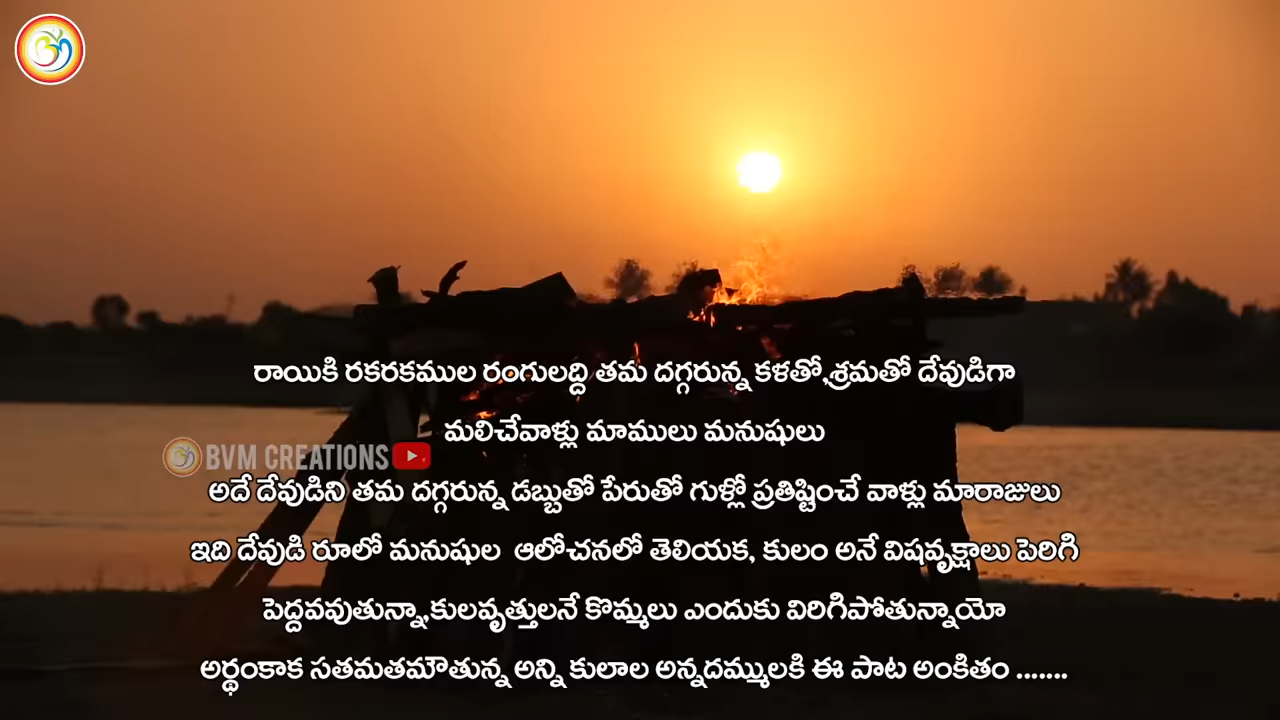 రాయికి రకరకముల రంగులద్ది తమ దగ్గరున్న కళతో,శ్రమతో దేవుడిగా
మలిచేవాళ్లు మాములు మనుషులు
BVM CREATIONS
అదే దేవుడిని తమ దగ్గరున్న డబ్బుతో పేరుతో గుళ్లో ప్రతిష్టించే వాళ్లు మారాజులు
ఇది దేవుడి రూలో మనుషుల ఆలోచనలో తెలియక, కులం అనే విషవృక్షాలు పెరిగి
పెద్దవవుతున్నా,కులవృత్తులనే కొమ్మలు ఎందుకు విరిగిపోతున్నాయో
అర్థంకాక సతమతమౌతున్న అన్ని కులాల అన్నదమ్ములకి ఈ పాట అంకితం .......